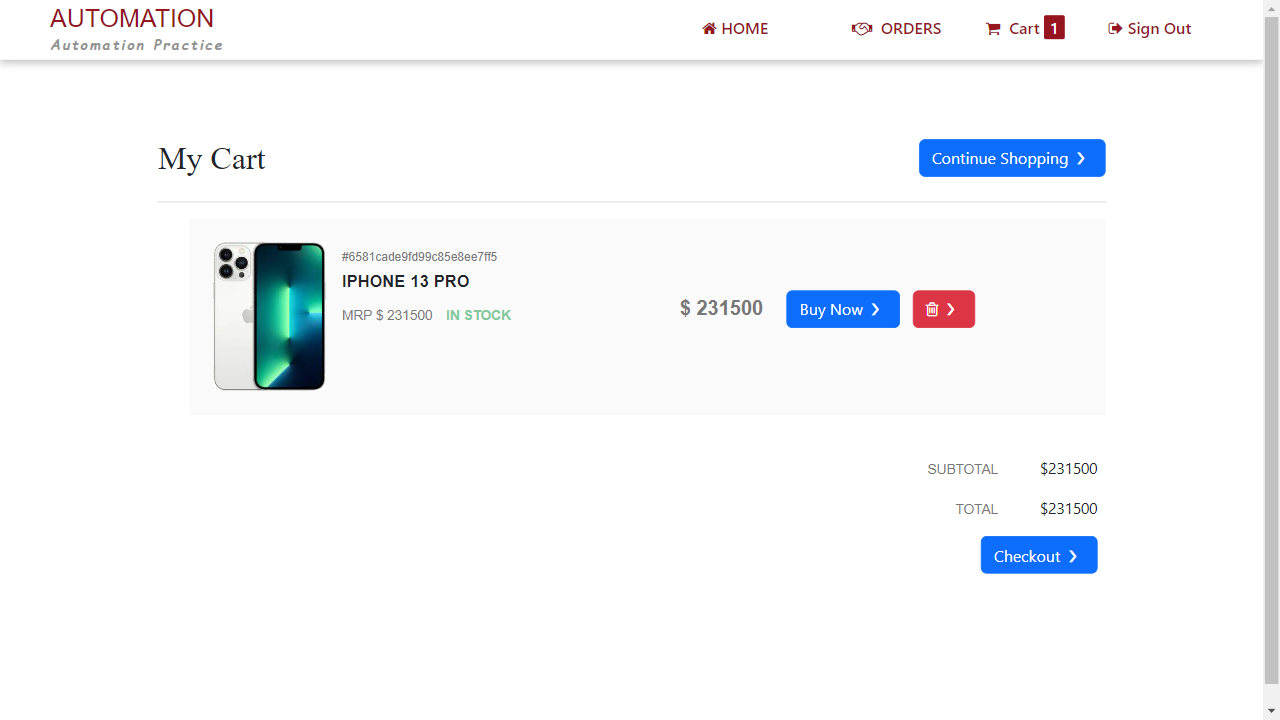 AUTOMATION
Automation Practice
HOME
ORDERS
Cart 1
Sign Out
My Cart
Continue Shopping ❯
#6581cade9fd99c85e8ee7ff5
IPHONE 13 PRO
MRP $ 231500 IN STOCK
$ 231500
Buy Now ❯
❯
SUBTOTAL $231500
TOTAL $231500
Checkout ❯